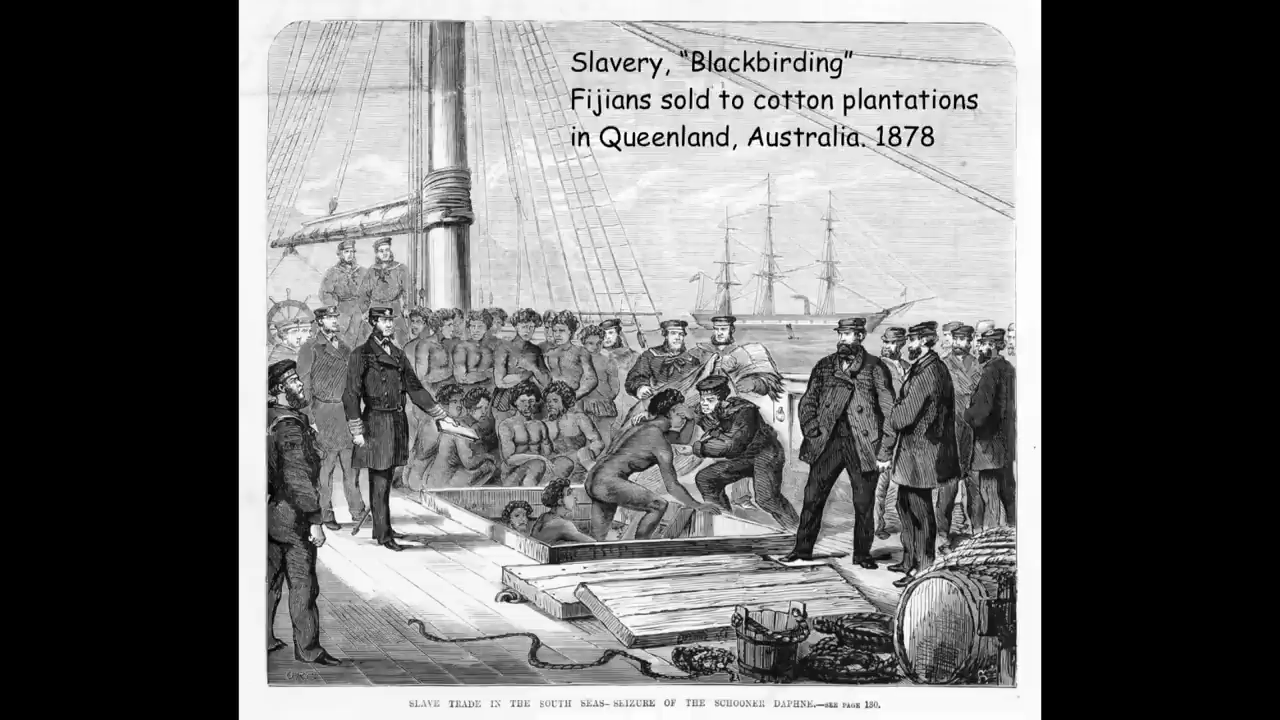 Slavery, “Blackbirding”
Fijians sold to cotton plantations
in Queenland, Australia. 1878
SLAVE TRADE IN THE SOUTH SEAS—SEIZURE OF THE SCHOONER DAPHNE.—SEE PAGE 130.